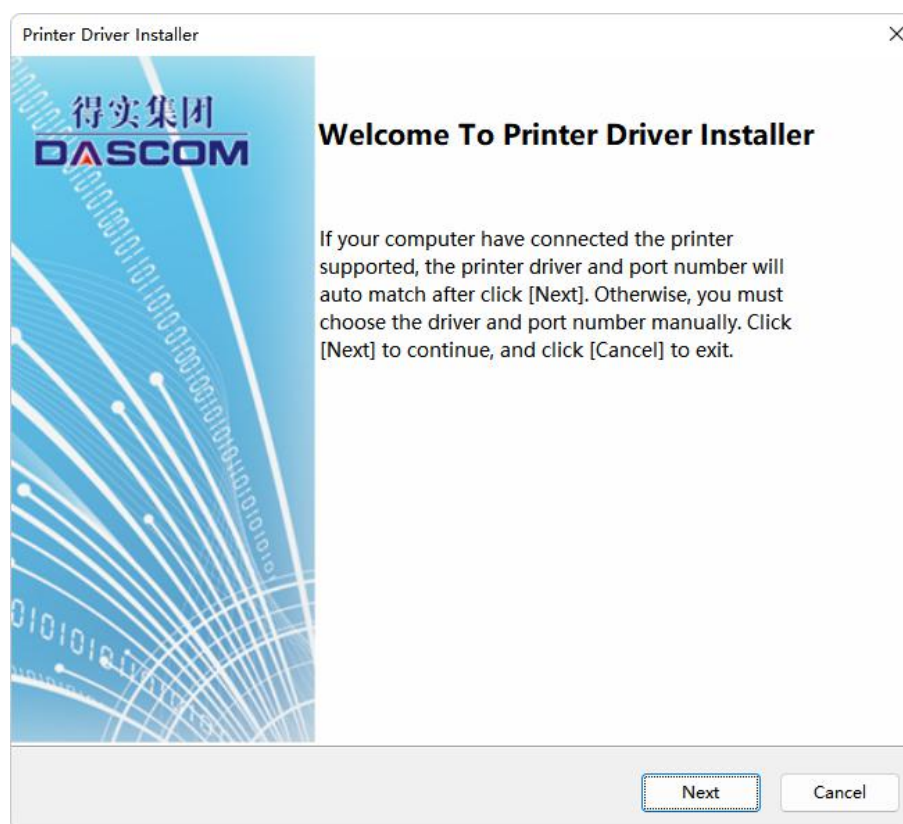 Printer Driver Installer
得实集团
DASCOM
Welcome To Printer Driver Installer
If your computer have connected the printer
supported, the printer driver and port number will
auto match after click [Next]. Otherwise, you must
choose the driver and port number manually. Click
[Next] to continue, and click [Cancel] to exit.
Next
Cancel